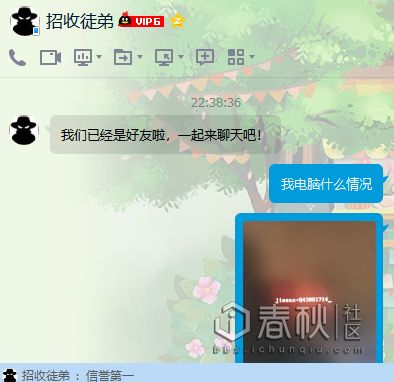 招收徒弟 VIP6
22:38:36
我们已经是好友啦，一起来聊天吧！
我电脑什么情况
春秋 社区
bbs.ichunqiu.com
招收徒弟 ： 信誉第一